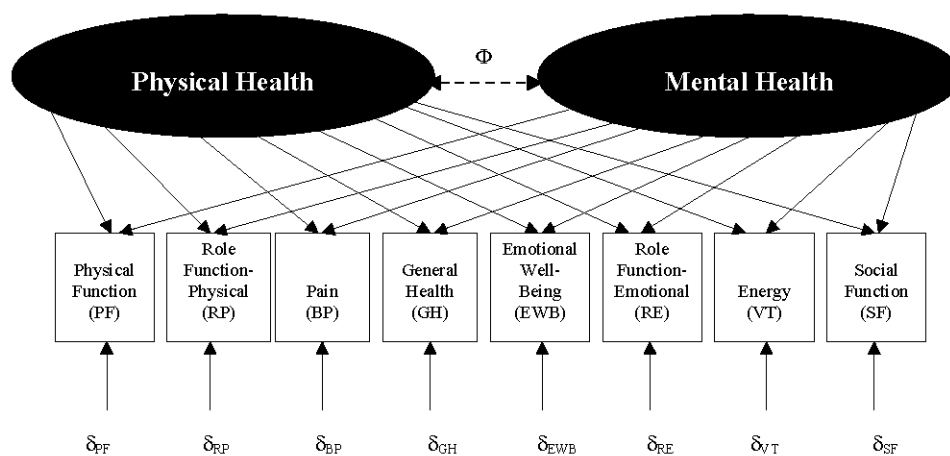 Φ
Physical Health
Mental Health
Physical
Function
(PF)
Role
Function-
Physical
(RP)
Pain
(BP)
General
Health
(GH)
Emotional
Well-
Being
(EWB)
Role
Function-
Emotional
(RE)
Energy
(VT)
Social
Function
(SF)
δPF
δRP
δBP
δGH
δEWB
δRE
δVT
δSF